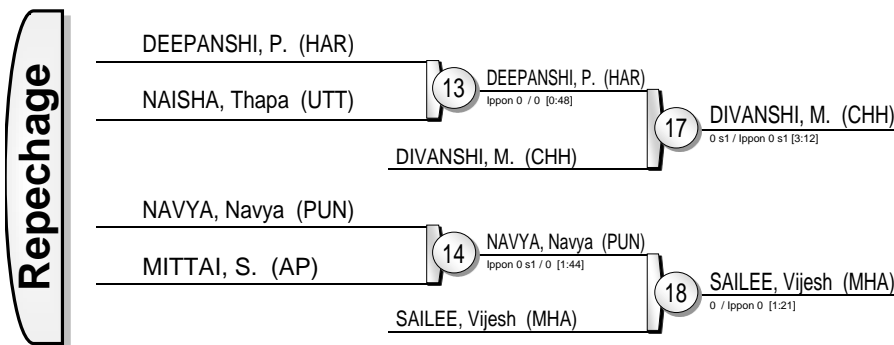 Repechage
DEEPANSHI, P. (HAR)
NAISHA, Thapa (UTT)
13
DEEPANSHI, P. (HAR)
Ippon 0 / 0 [0:48]
DIVANSHI, M. (CHH)
17
DIVANSHI, M. (CHH)
0 s1 / Ippon 0 s1 [3:12]
NAVYA, Navya (PUN)
MITTAI, S. (AP)
14
NAVYA, Navya (PUN)
Ippon 0 s1 / 0 [1:44]
SAILEE, Vijesh (MHA)
18
SAILEE, Vijesh (MHA)
0 / Ippon 0 [1:21]